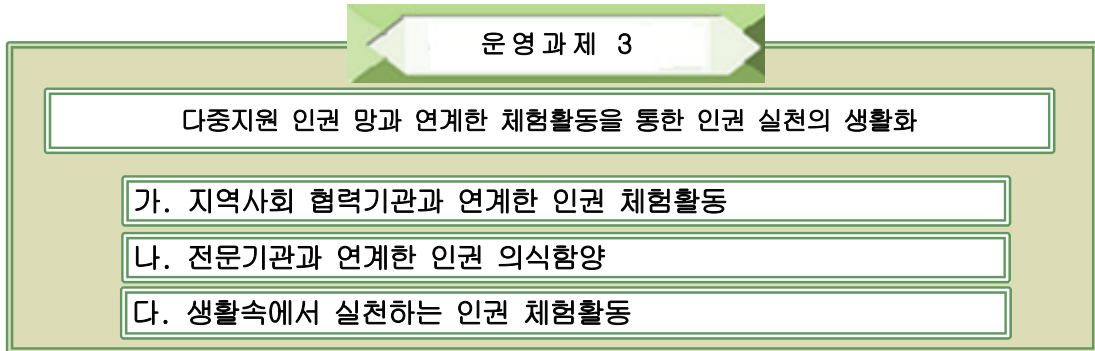 운영과제 3
다중지원 인권 망과 연계한 체험활동을 통한 인권 실천의 생활화
가. 지역사회 협력기관과 연계한 인권 체험활동
나. 전문기관과 연계한 인권 의식함양
다. 생활속에서 실천하는 인권 체험활동